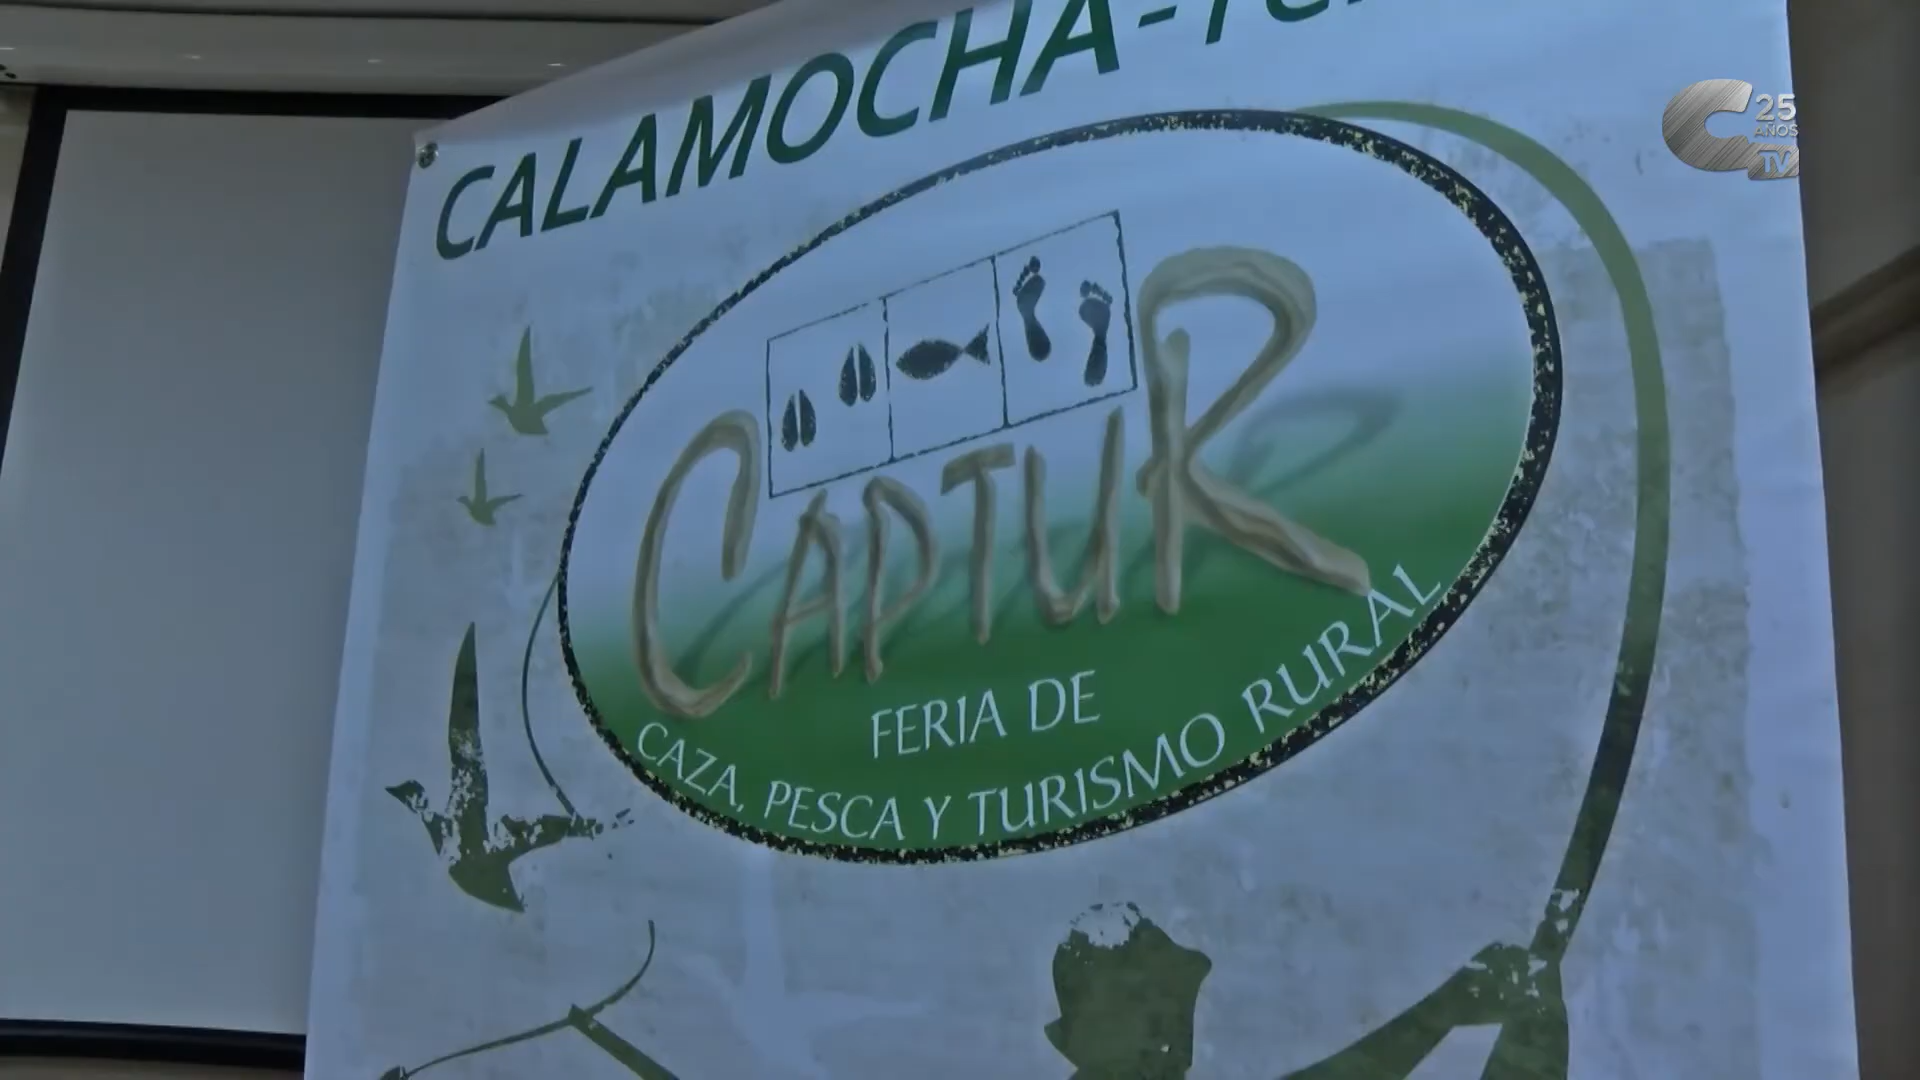 CALAMOCHA-
CAPTUR
FERIA DE
CAZA, PESCA Y TURISMO RURAL
C 25
AÑOS
TV